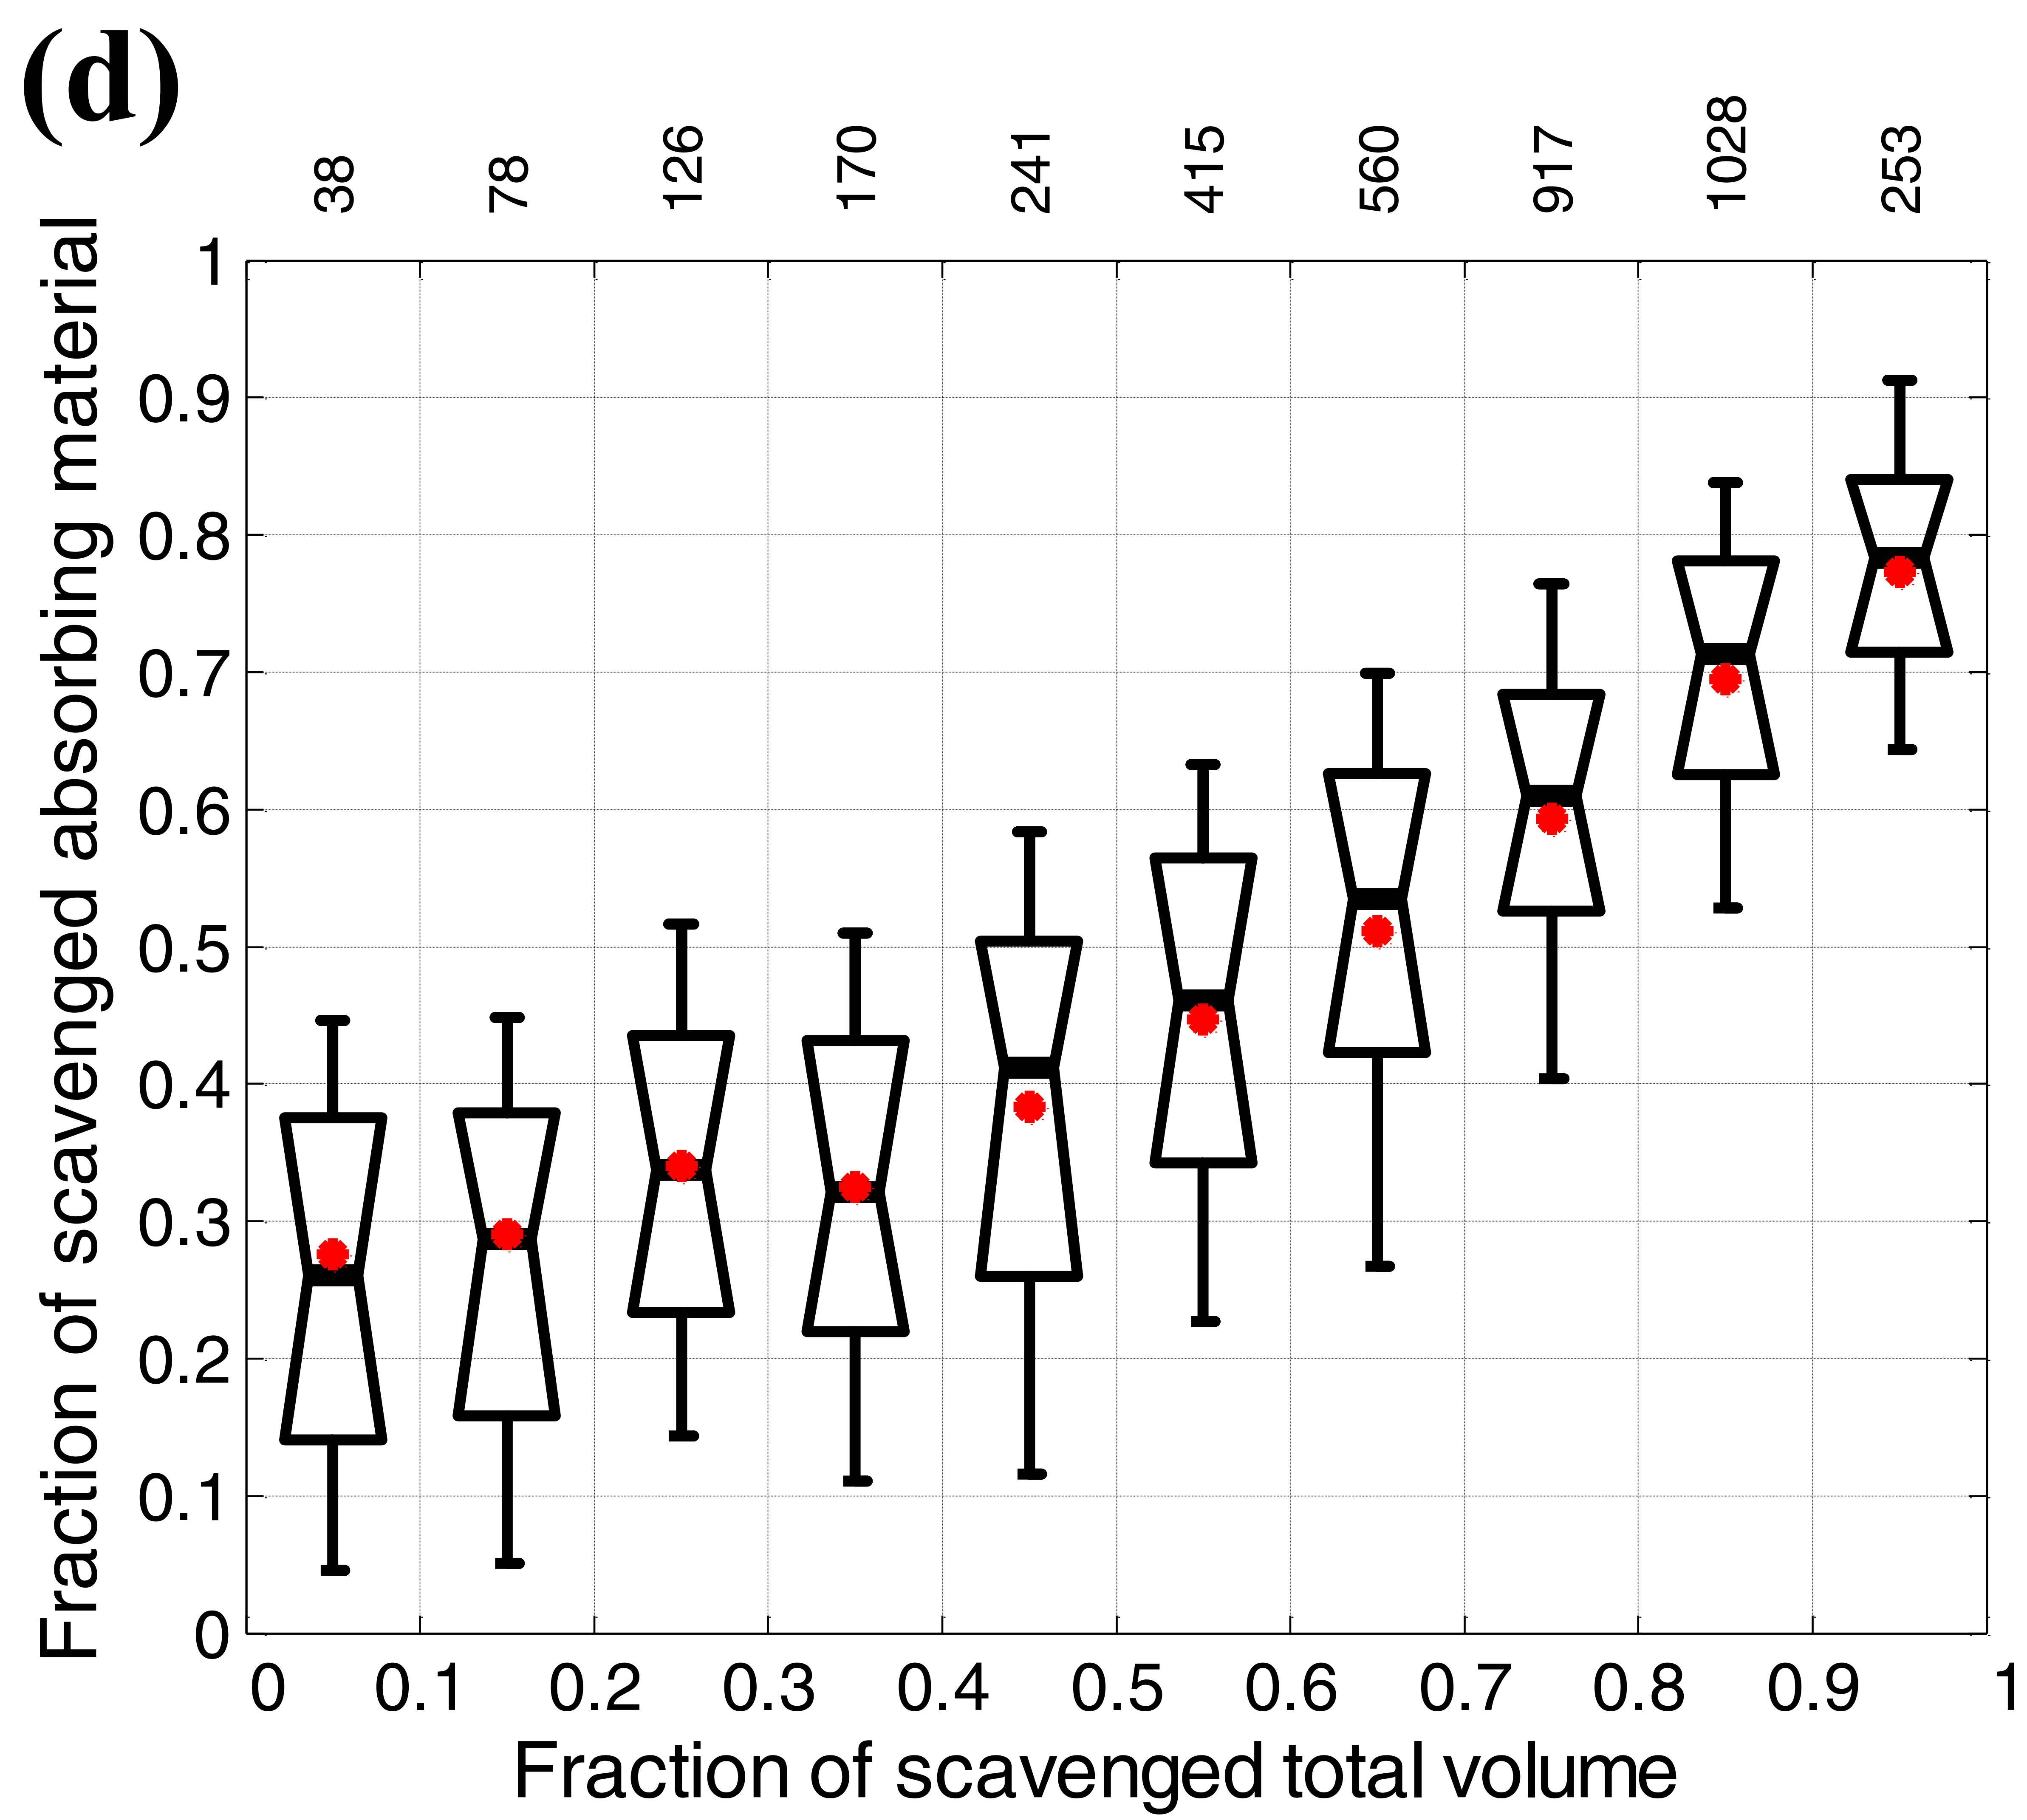 (d)
38 78 126 170 241 415 560 917 1028 253
Fraction of scavenged absorbing material
1
0.9
0.8
0.7
0.6
0.5
0.4
0.3
0.2
0.1
0
0 0.1 0.2 0.3 0.4 0.5 0.6 0.7 0.8 0.9 1
Fraction of scavenged total volume